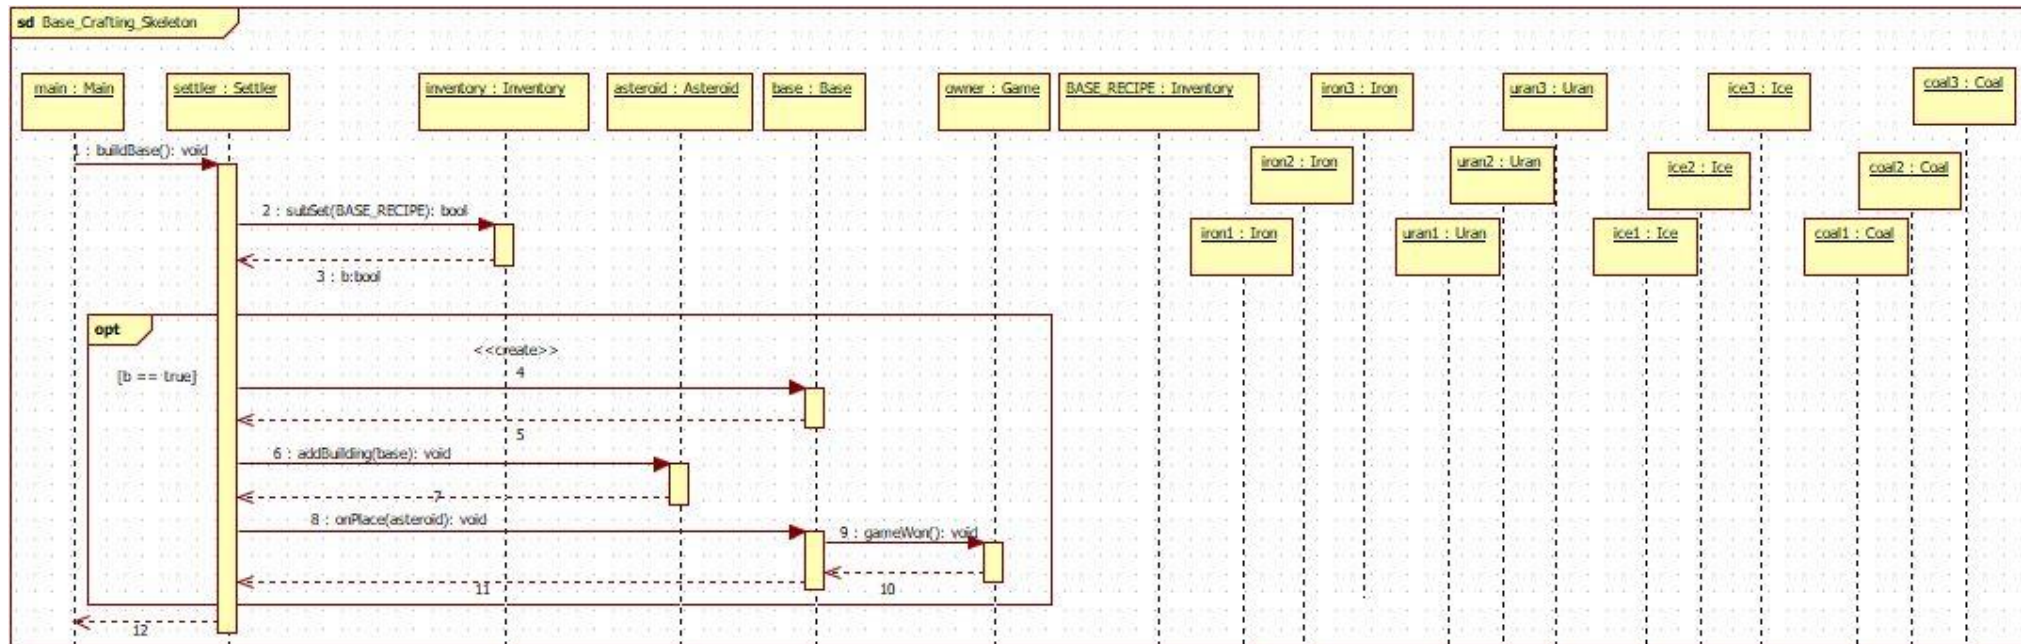 sd Base_Crafting_Skeleton
main : Main
settler : Settler
inventory : Inventory
asteroid : Asteroid
base : Base
owner : Game
BASE_RECIPE : Inventory
iron3 : Iron
uran3 : Uran
ice3 : Ice
coal3 : Coal
iron2 : Iron
uran2 : Uran
ice2 : Ice
coal2 : Coal
iron1 : Iron
uran1 : Uran
ice1 : Ice
coal1 : Coal
1 : buildBase(): void
2 : subSet(BASE_RECIPE): bool
3 : b:bool
opt
[b == true]
<<create>>
4
5
6 : addBuilding(base): void
7
8 : onPlace(asteroid): void
9 : gameWon(): void
10
11
12